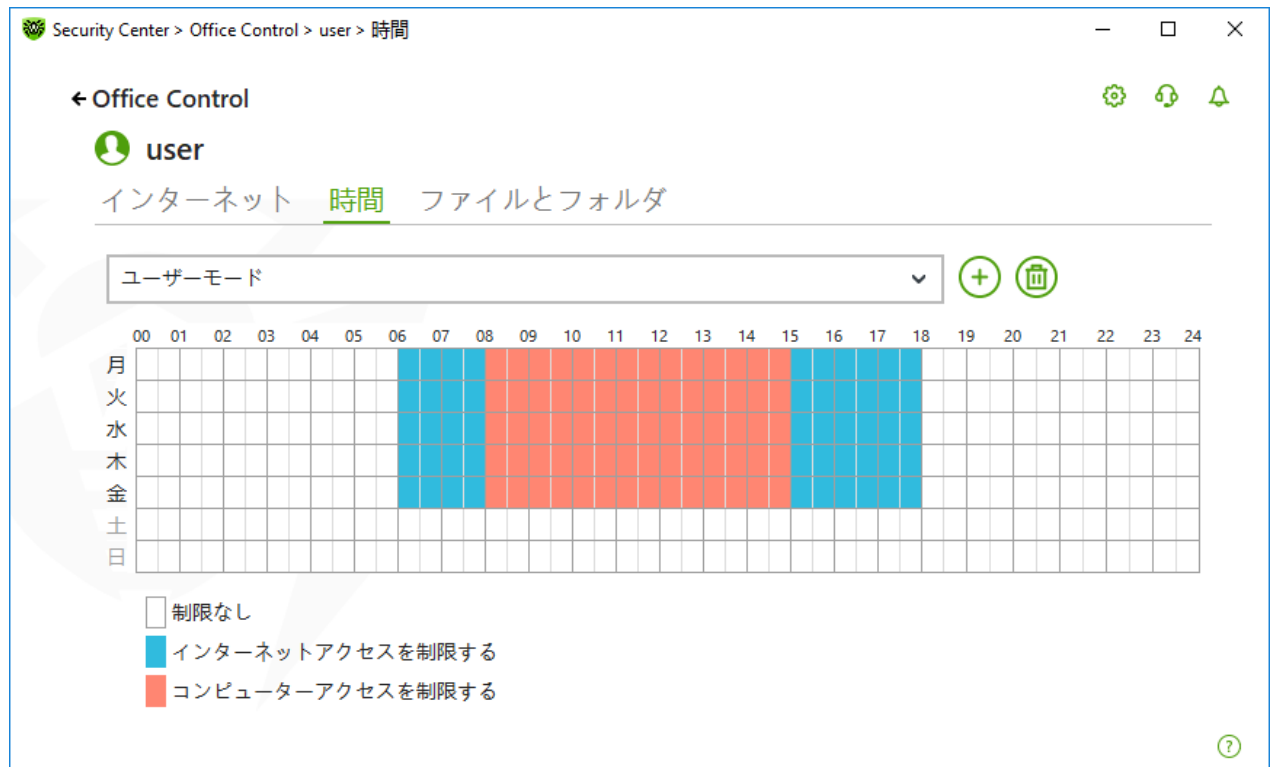 Security Center > Office Control > user > 時間
Office Control
user
インターネット 時間 ファイルとフォルダ
ユーザーモード
00 01 02 03 04 05 06 07 08 09 10 11 12 13 14 15 16 17 18 19 20 21 22 23 24
月
火
水
木
金
土
日
制限なし
インターネットアクセスを制限する
コンピューターアクセスを制限する